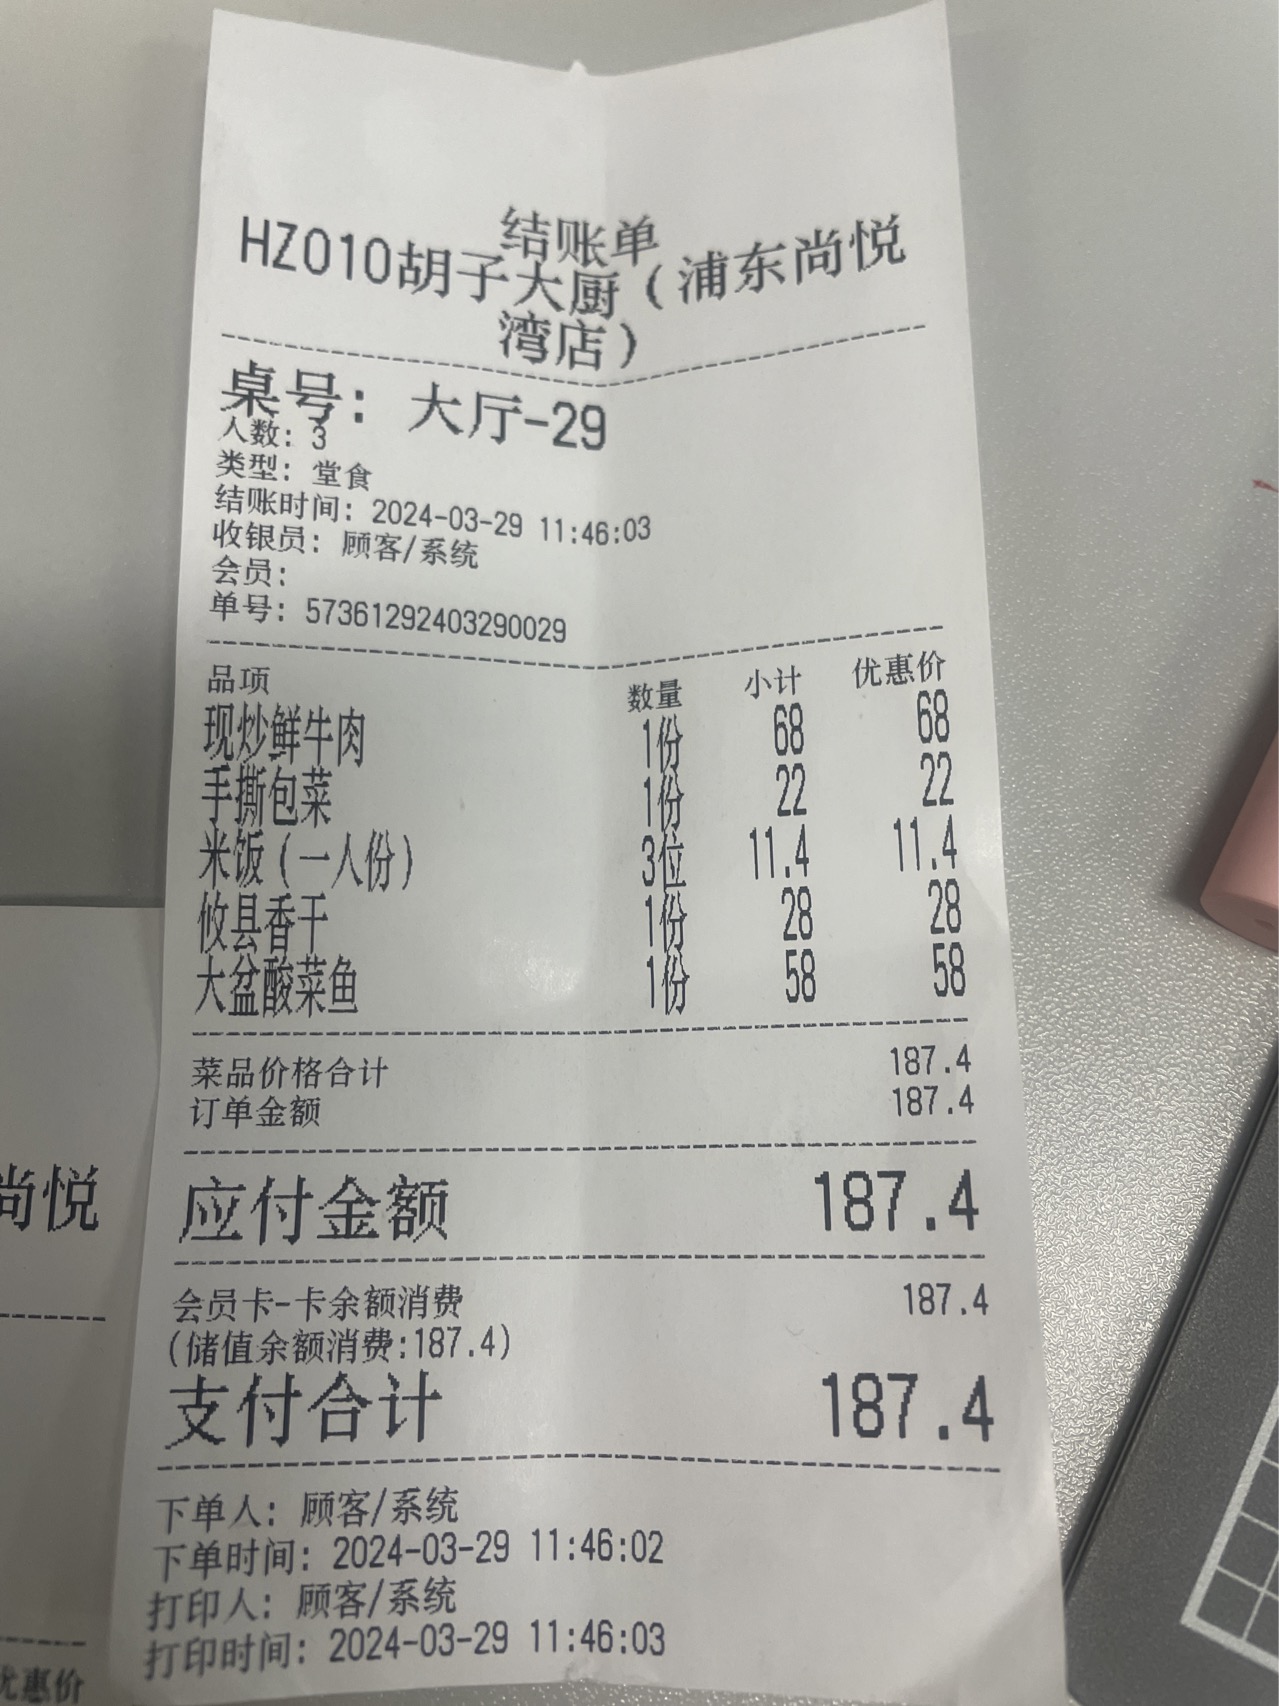 结账单
HZ010胡子大厨（浦东尚悦
湾店）
桌号：大厅-29
人数：3
类型：堂食
结账时间：2024-03-29 11:46:03
收银员：顾客/系统
会员：
单号：57361292403290029
品项 数量 小计 优惠价
现炒鲜牛肉 1份 68 68
手撕包菜 1份 22 22
米饭（一人份） 3位 11.4 11.4
攸县香干 1份 28 28
大盆酸菜鱼 1份 58 58
菜品价格合计 187.4
订单金额 187.4
应付金额 187.4
会员卡-卡余额消费 187.4
(储值余额消费:187.4)
支付合计 187.4
下单人：顾客/系统
下单时间：2024-03-29 11:46:02
打印人：顾客/系统
打印时间：2024-03-29 11:46:03
尚悦
优惠价